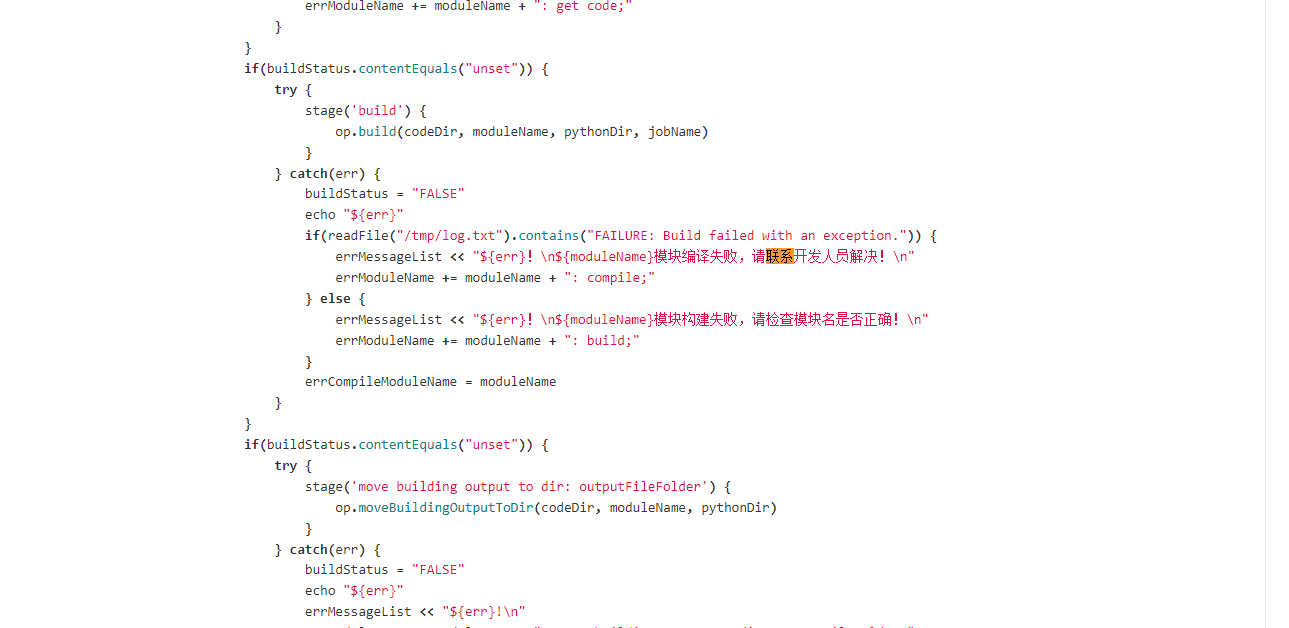 errModuleName += moduleName + ": get code;"
}
}
if(buildStatus.contentEquals("unset")) {
try {
stage('build') {
op.build(codeDir, moduleName, pythonDir, jobName)
}
} catch(err) {
buildStatus = "FALSE"
echo "${err}"
if(readFile("/tmp/log.txt").contains("FAILURE: Build failed with an exception.")) {
errMessageList << "${err}! \n${moduleName}模块编译失败，请联系开发人员解决！\n"
errModuleName += moduleName + ": compile;"
} else {
errMessageList << "${err}! \n${moduleName}模块构建失败，请检查模块名是否正确！\n"
errModuleName += moduleName + ": build;"
}
errCompileModuleName = moduleName
}
}
if(buildStatus.contentEquals("unset")) {
try {
stage('move building output to dir: outputFileFolder') {
op.moveBuildingOutputToDir(codeDir, moduleName, pythonDir)
}
} catch(err) {
buildStatus = "FALSE"
echo "${err}"
errMessageList << "${err}!\n"